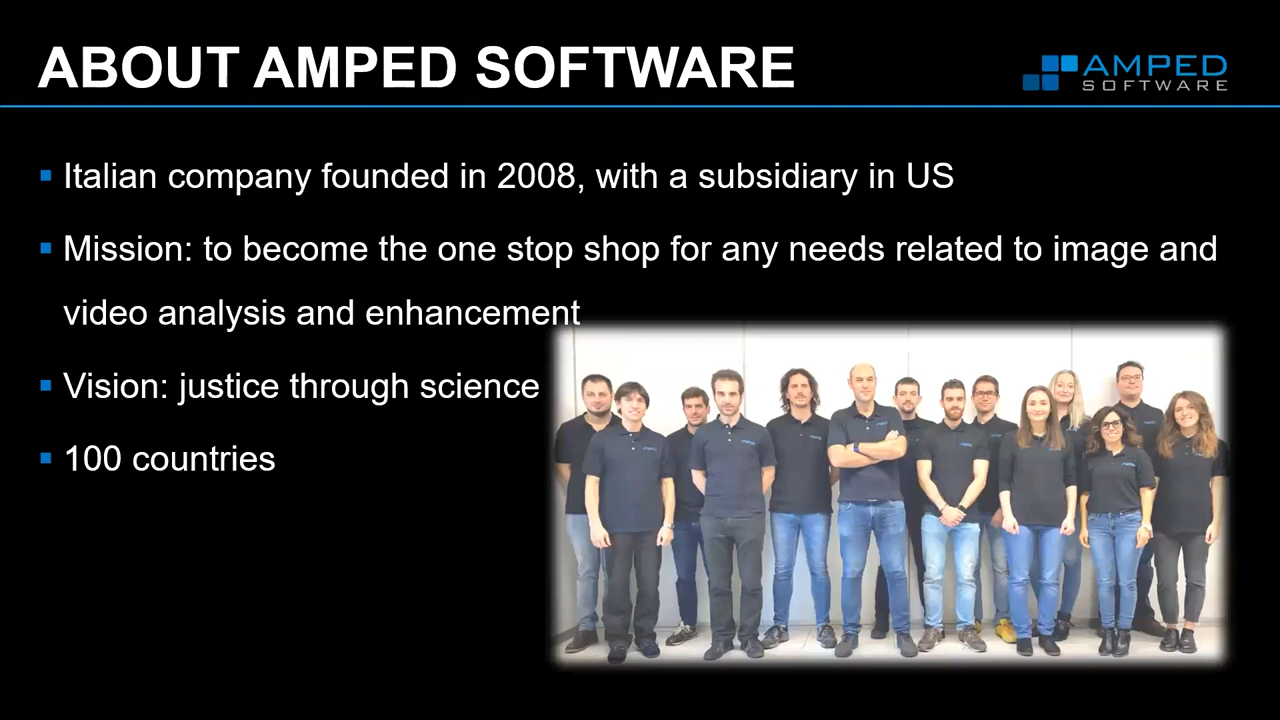 ABOUT AMPED SOFTWARE
AMPED
SOFTWARE
Italian company founded in 2008, with a subsidiary in US
Mission: to become the one stop shop for any needs related to image and
video analysis and enhancement
Vision: justice through science
100 countries